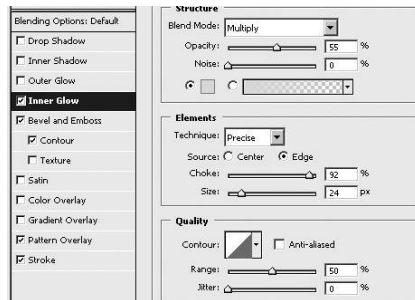 Blending Options: Default
Drop Shadow
Inner Shadow
Outer Glow
Inner Glow
Bevel and Emboss
Contour
Texture
Satin
Color Overlay
Gradient Overlay
Pattern Overlay
Stroke
Structure
Blend Mode: Multiply
Opacity: 55 %
Noise: 0 %
Elements
Technique: Precise
Source: Center Edge
Choke: 92 %
Size: 24 px
Quality
Contour: Anti-aliased
Range: 50 %
Jitter: 0 %